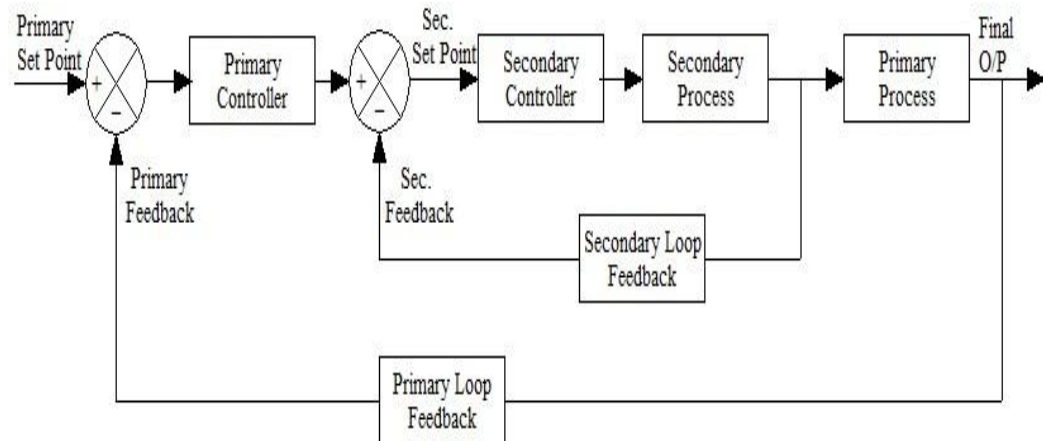 Primary
Set Point
+
−
Primary
Controller
Sec.
Set Point
+
−
Secondary
Controller
Secondary
Process
Primary
Process
Final
O/P
Primary
Feedback
Sec.
Feedback
Secondary Loop
Feedback
Primary Loop
Feedback